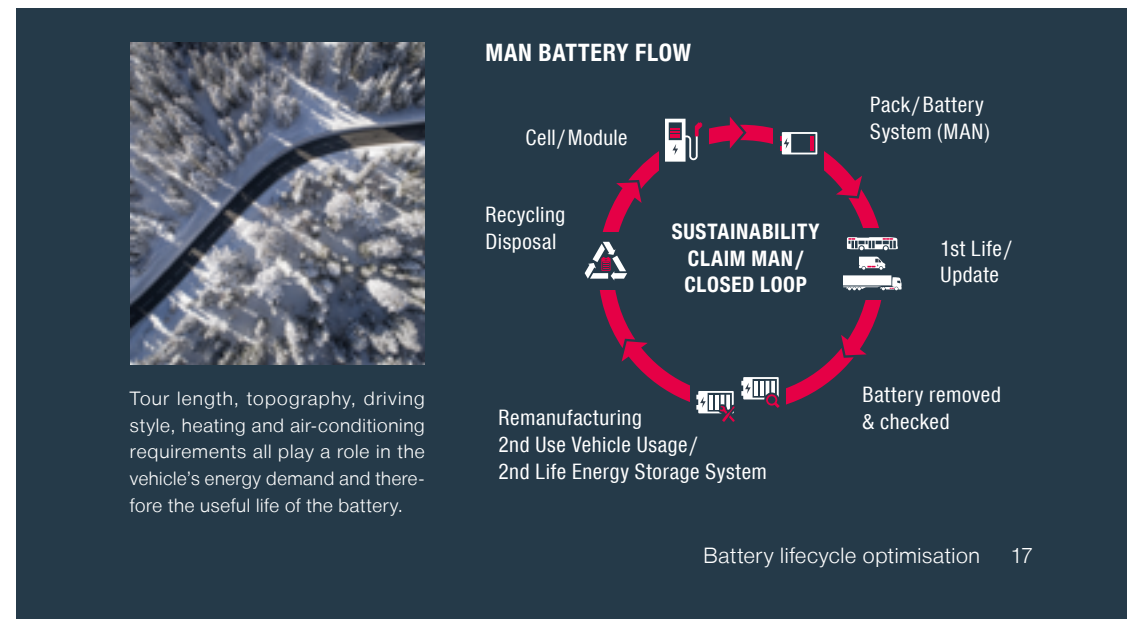 MAN BATTERY FLOW
Cell/Module
Pack/Battery
System (MAN)
Recycling
Disposal
SUSTAINABILITY
CLAIM MAN/
CLOSED LOOP
1st Life/
Update
Battery removed
& checked
Remanufacturing
2nd Use Vehicle Usage/
2nd Life Energy Storage System
Tour length, topography, driving
style, heating and air-conditioning
requirements all play a role in the
vehicle's energy demand and there-
fore the useful life of the battery.
Battery lifecycle optimisation 17